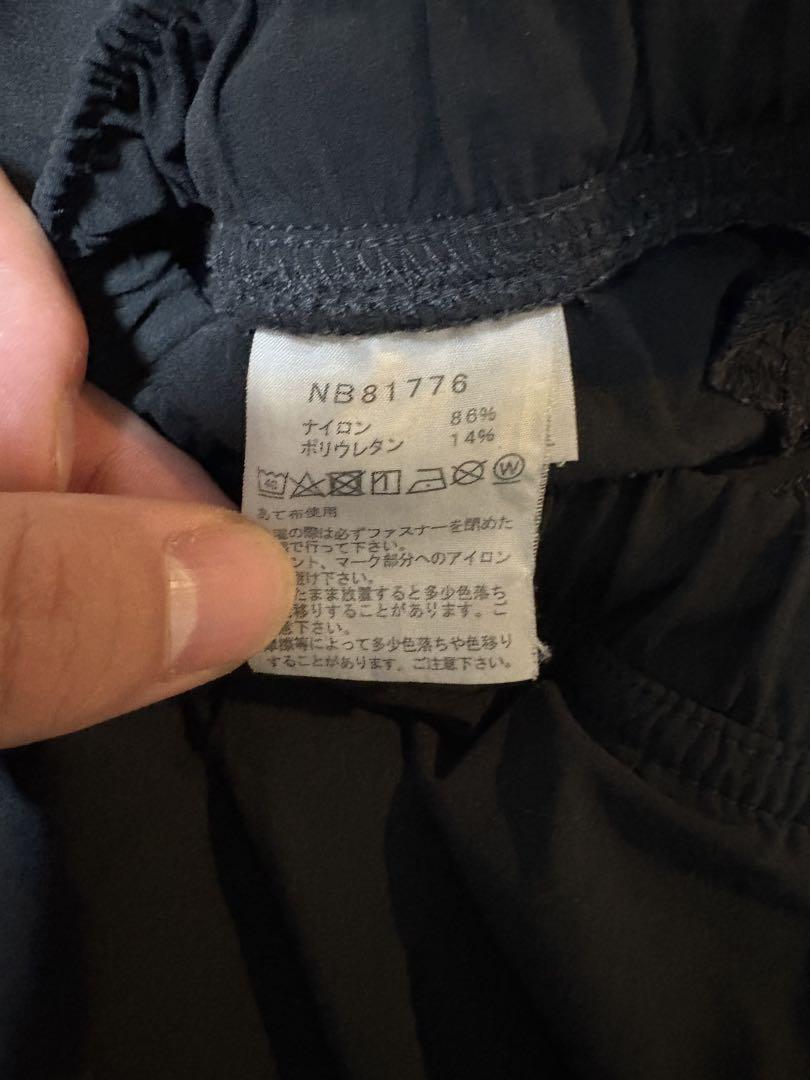 NB81776
ナイロン 86%
ポリウレタン 14%
40
W
あて布使用
の際は必ずファスナーを閉めた
で行って下さい。
ント、マーク部分へのアイロン
け下さい。
たまま放置すると多少色落ち
移りすることがあります。ご
下さい。
摩擦等によって多少色落ちや色移り
することがあります。ご注意下さい。